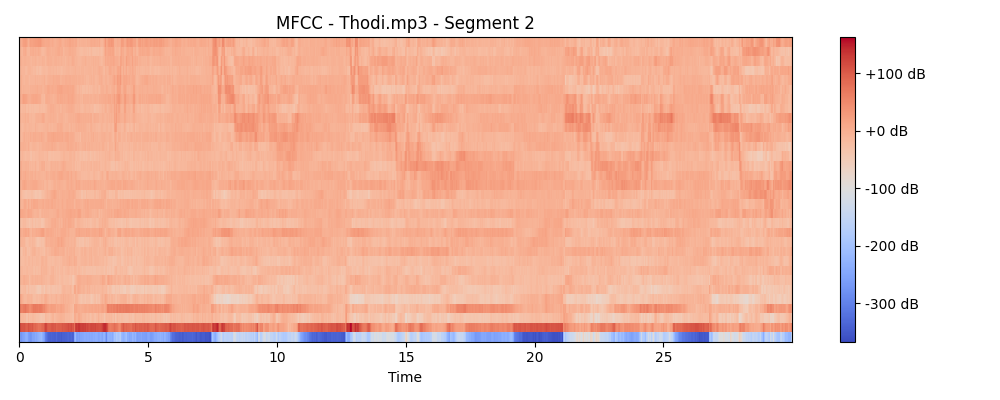 MFCC - Thodi.mp3 - Segment 2
+100 dB
+0 dB
-100 dB
-200 dB
-300 dB
0 5 10 15 20 25
Time